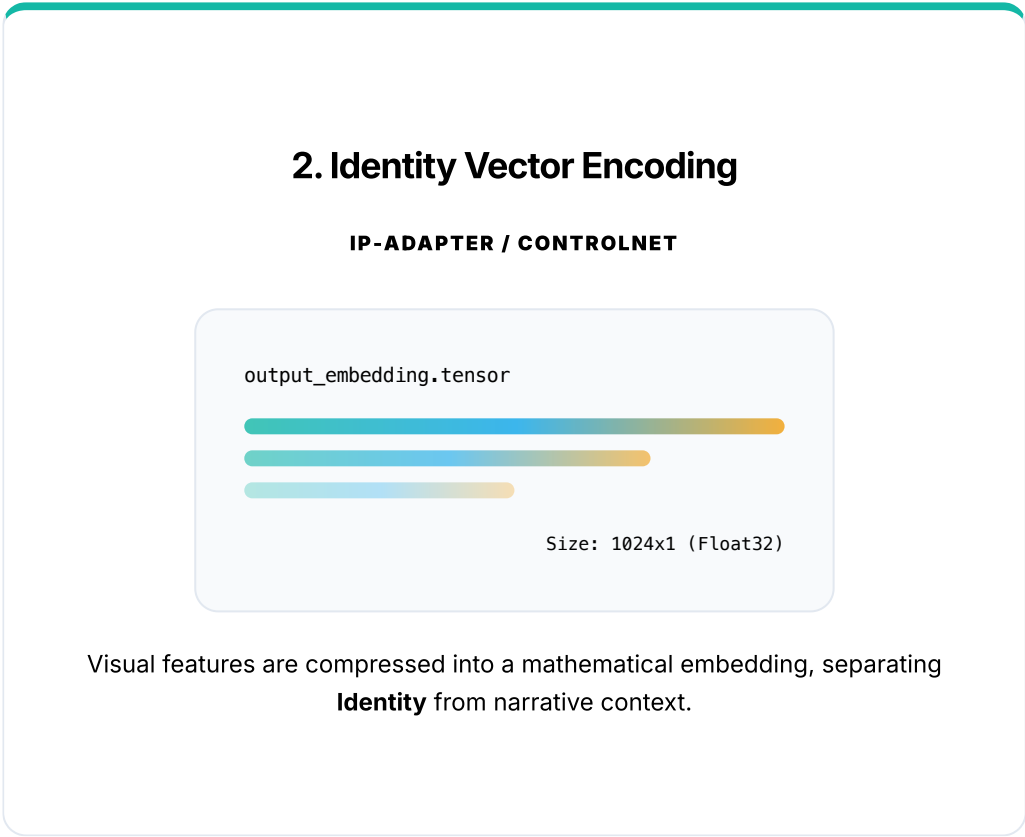 2. Identity Vector Encoding
IP-ADAPTER / CONTROLNET
output_embedding.tensor
Size: 1024x1 (Float32)
Visual features are compressed into a mathematical embedding, separating
Identity from narrative context.